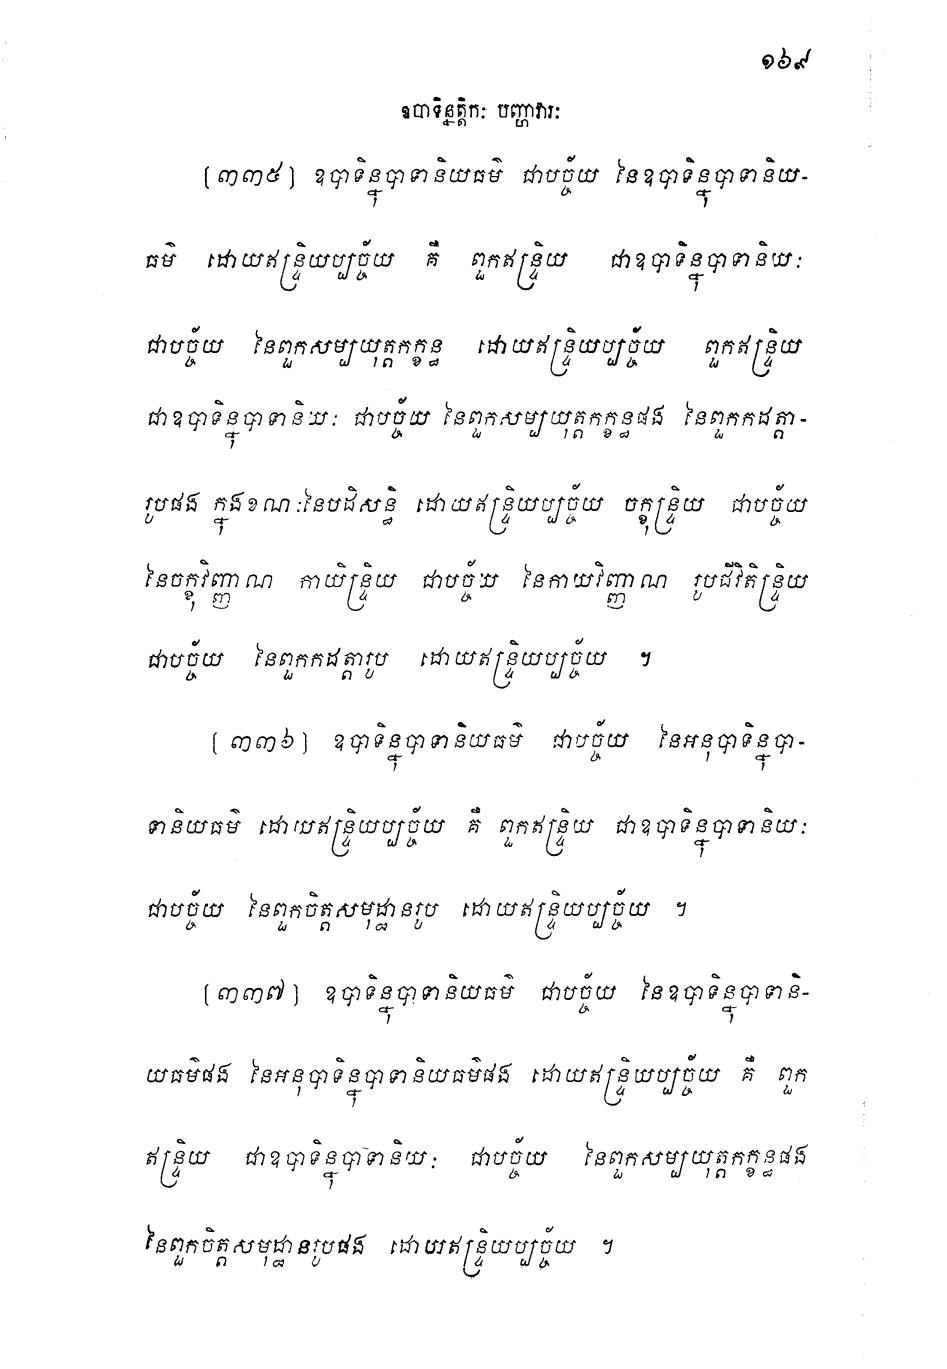 ១៦៩
ឧបាទិន្នត្តិកៈ បញ្ហាវារៈ
(៣៣៥) ឧបាទិន្នុបាទានិយធម៌ ជាបច្ច័យ នៃឧបាទិន្នុបាទានិយ-
ធម៌ ដោយឥន្ទ្រិយប្បច្ច័យ គឺ ពួកឥន្ទ្រិយ ជាឧបាទិន្នុបាទានិយៈ
ជាបច្ច័យ នៃពួកសម្បយុត្តកក្ខន្ធ ដោយឥន្ទ្រិយប្បច្ច័យ ពួកឥន្ទ្រិយ
ជាឧបាទិន្នុបាទានិយៈ ជាបច្ច័យ នៃពួកសម្បយុត្តកក្ខន្ធផង នៃពួកកដត្តា-
រូបផង ក្នុងខណៈនៃបដិសន្ធិ ដោយឥន្ទ្រិយប្បច្ច័យ ចក្ខុន្ទ្រិយ ជាបច្ច័យ
នៃចក្ខុវិញ្ញាណ កាយិន្ទ្រិយ ជាបច្ច័យ នៃកាយវិញ្ញាណ រូបជីវិតិន្ទ្រិយ
ជាបច្ច័យ នៃពួកកដត្តារូប ដោយឥន្ទ្រិយប្បច្ច័យ ។
(៣៣៦) ឧបាទិន្នុបាទានិយធម៌ ជាបច្ច័យ នៃអនុបាទិន្នុបា-
ទានិយធម៌ ដោយឥន្ទ្រិយប្បច្ច័យ គឺ ពួកឥន្ទ្រិយ ជាឧបាទិន្នុបាទានិយៈ
ជាបច្ច័យ នៃពួកចិត្តសមុដ្ឋានរូប ដោយឥន្ទ្រិយប្បច្ច័យ ។
(៣៣៧) ឧបាទិន្នុបាទានិយធម៌ ជាបច្ច័យ នៃឧបាទិន្នុបាទានិ-
យធម៌ផង នៃអនុបាទិន្នុបាទានិយធម៌ផង ដោយឥន្ទ្រិយប្បច្ច័យ គឺ ពួក
ឥន្ទ្រិយ ជាឧបាទិន្នុបាទានិយៈ ជាបច្ច័យ នៃពួកសម្បយុត្តកក្ខន្ធផង
នៃពួកចិត្តសមុដ្ឋានរូបផង ដោយឥន្ទ្រិយប្បច្ច័យ ។